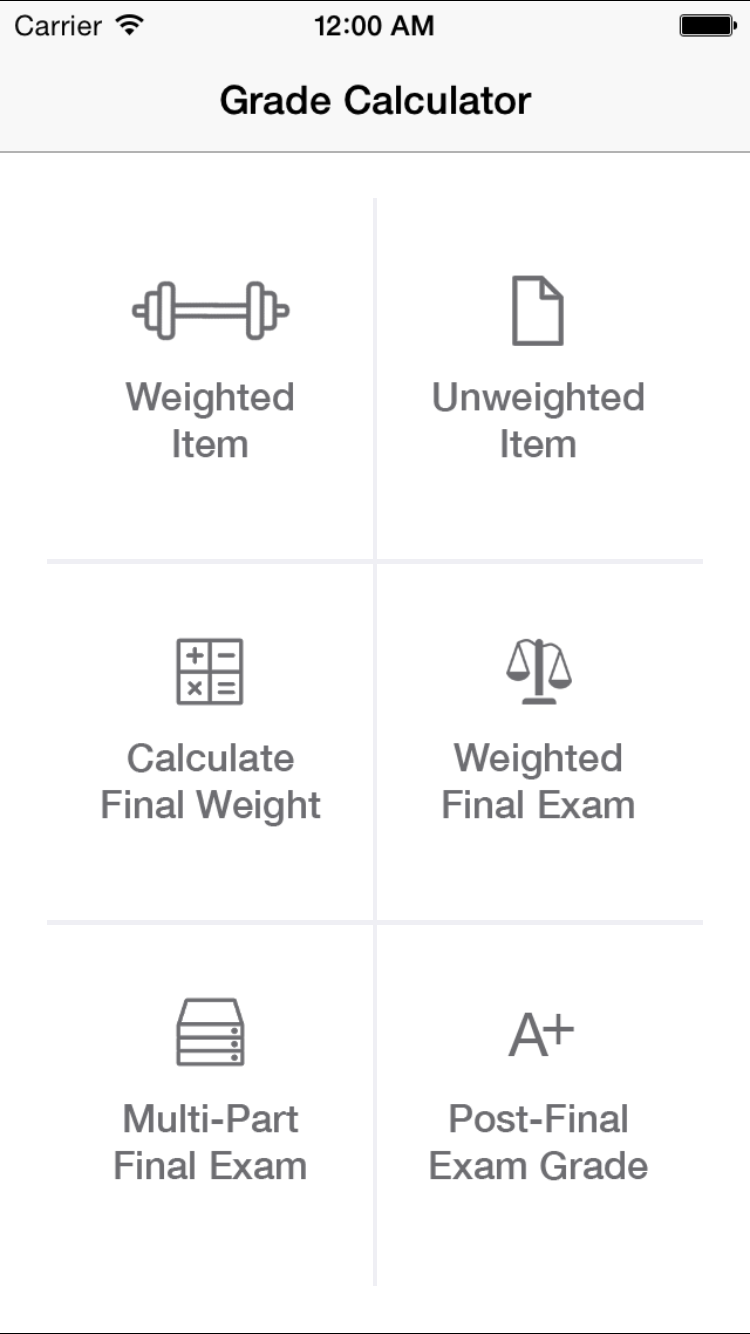 Carrier 12:00 AM
Grade Calculator
Weighted
Item
Unweighted
Item
Calculate
Final Weight
Weighted
Final Exam
A+
Multi-Part
Final Exam
Post-Final
Exam Grade